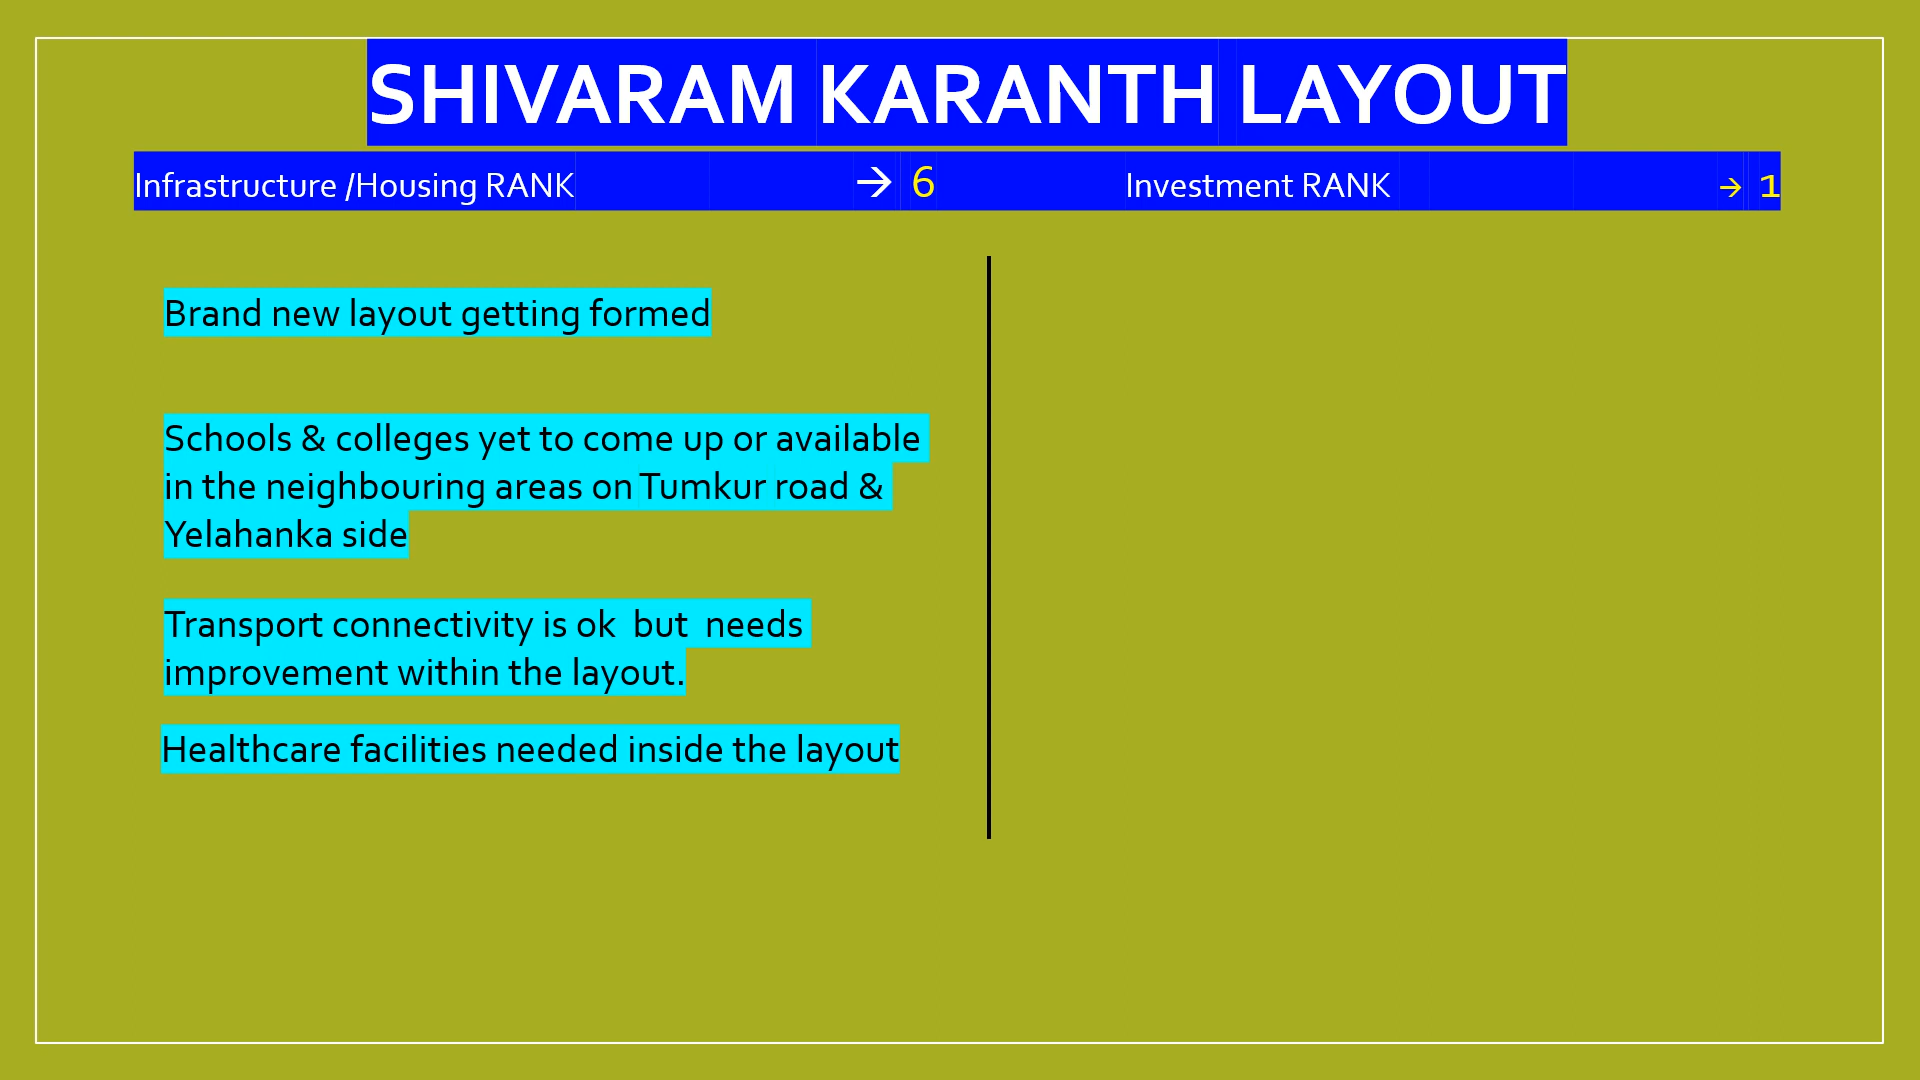 SHIVARAM KARANTH LAYOUT
Infrastructure /Housing RANK → 6 Investment RANK → 1
Brand new layout getting formed
Schools & colleges yet to come up or available
in the neighbouring areas on Tumkur road &
Yelahanka side
Transport connectivity is ok but needs
improvement within the layout.
Healthcare facilities needed inside the layout